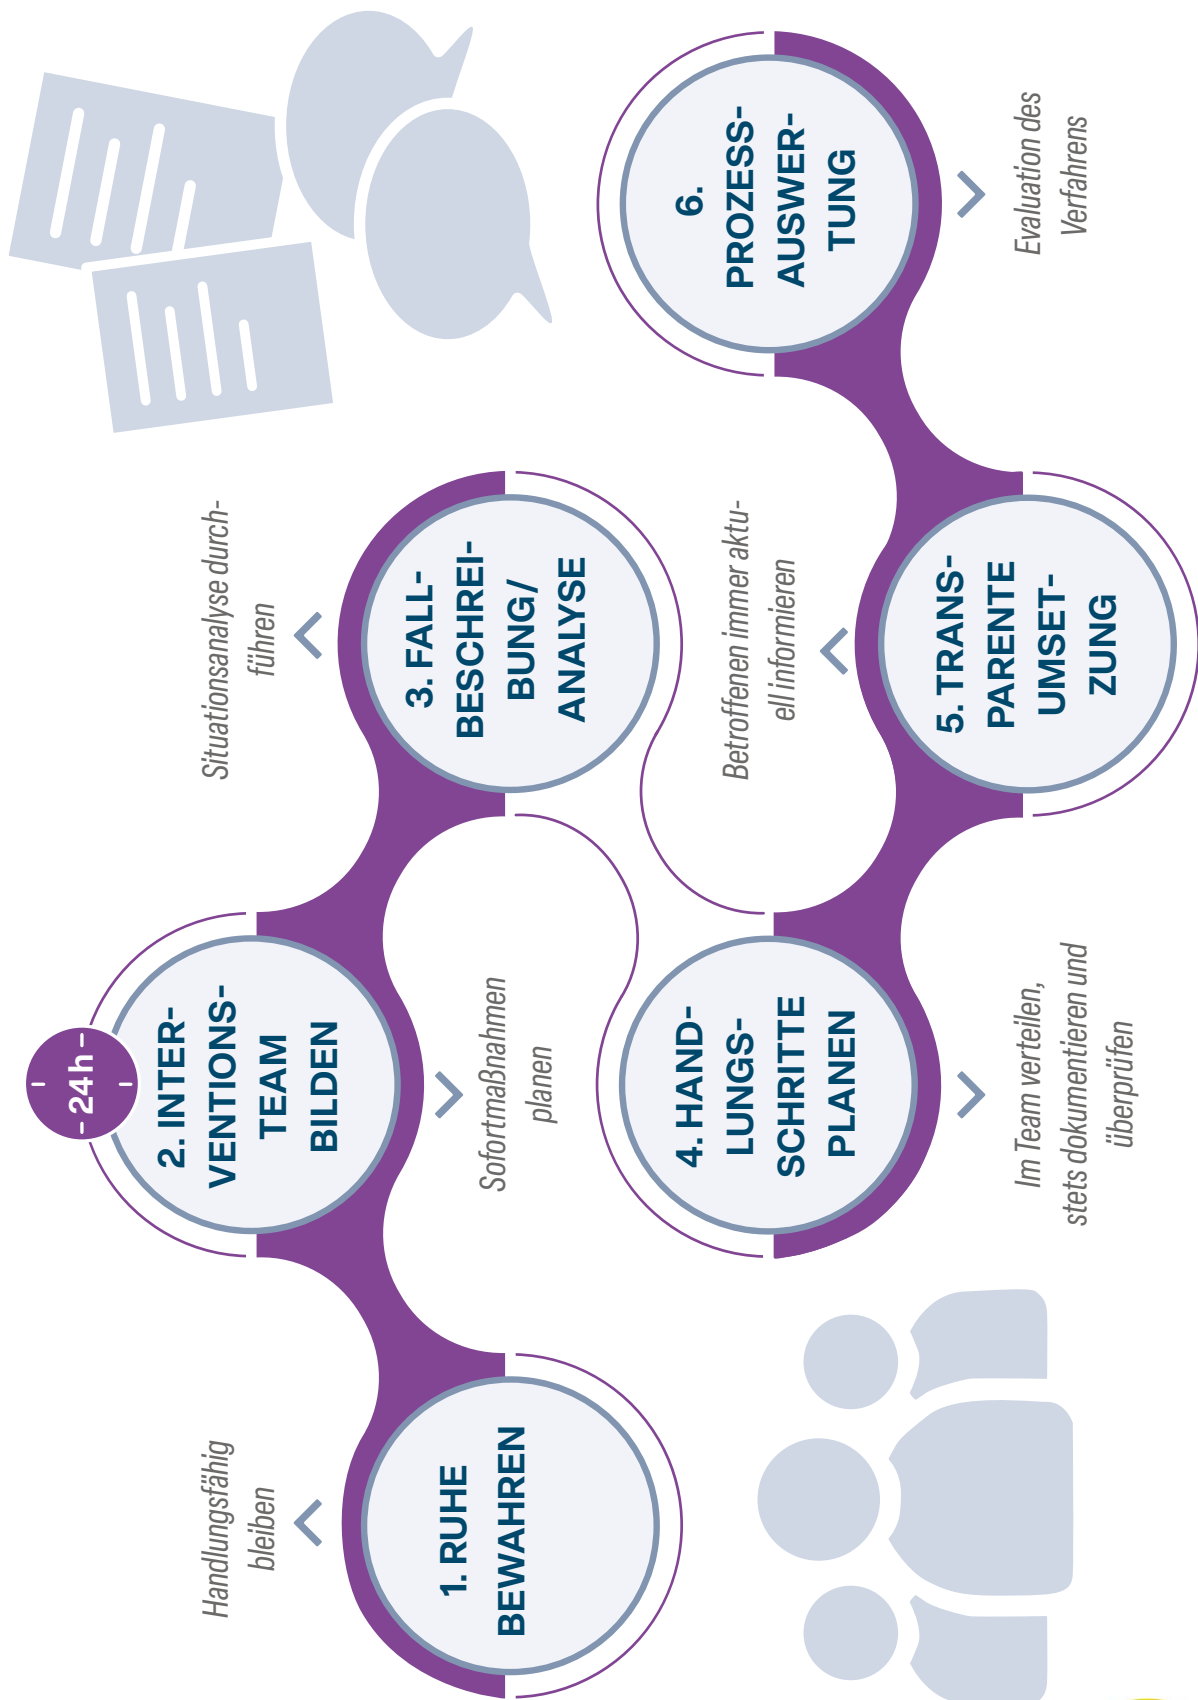 Handlungsfähig
bleiben
1. RUHE
BEWAHREN
24h
2. INTER-
VENTIONS-
TEAM
BILDEN
Sofortmaßnahmen
planen
Situationsanalyse durch-
führen
3. FALL-
BESCHREI-
BUNG/
ANALYSE
4. HAND-
LUNGS-
SCHRITTE
PLANEN
Im Team verteilen,
stets dokumentieren und
überprüfen
Betroffenen immer aktu-
ell informieren
5. TRANS-
PARENTE
UMSET-
ZUNG
6.
PROZESS-
AUSWER-
TUNG
Evaluation des
Verfahrens